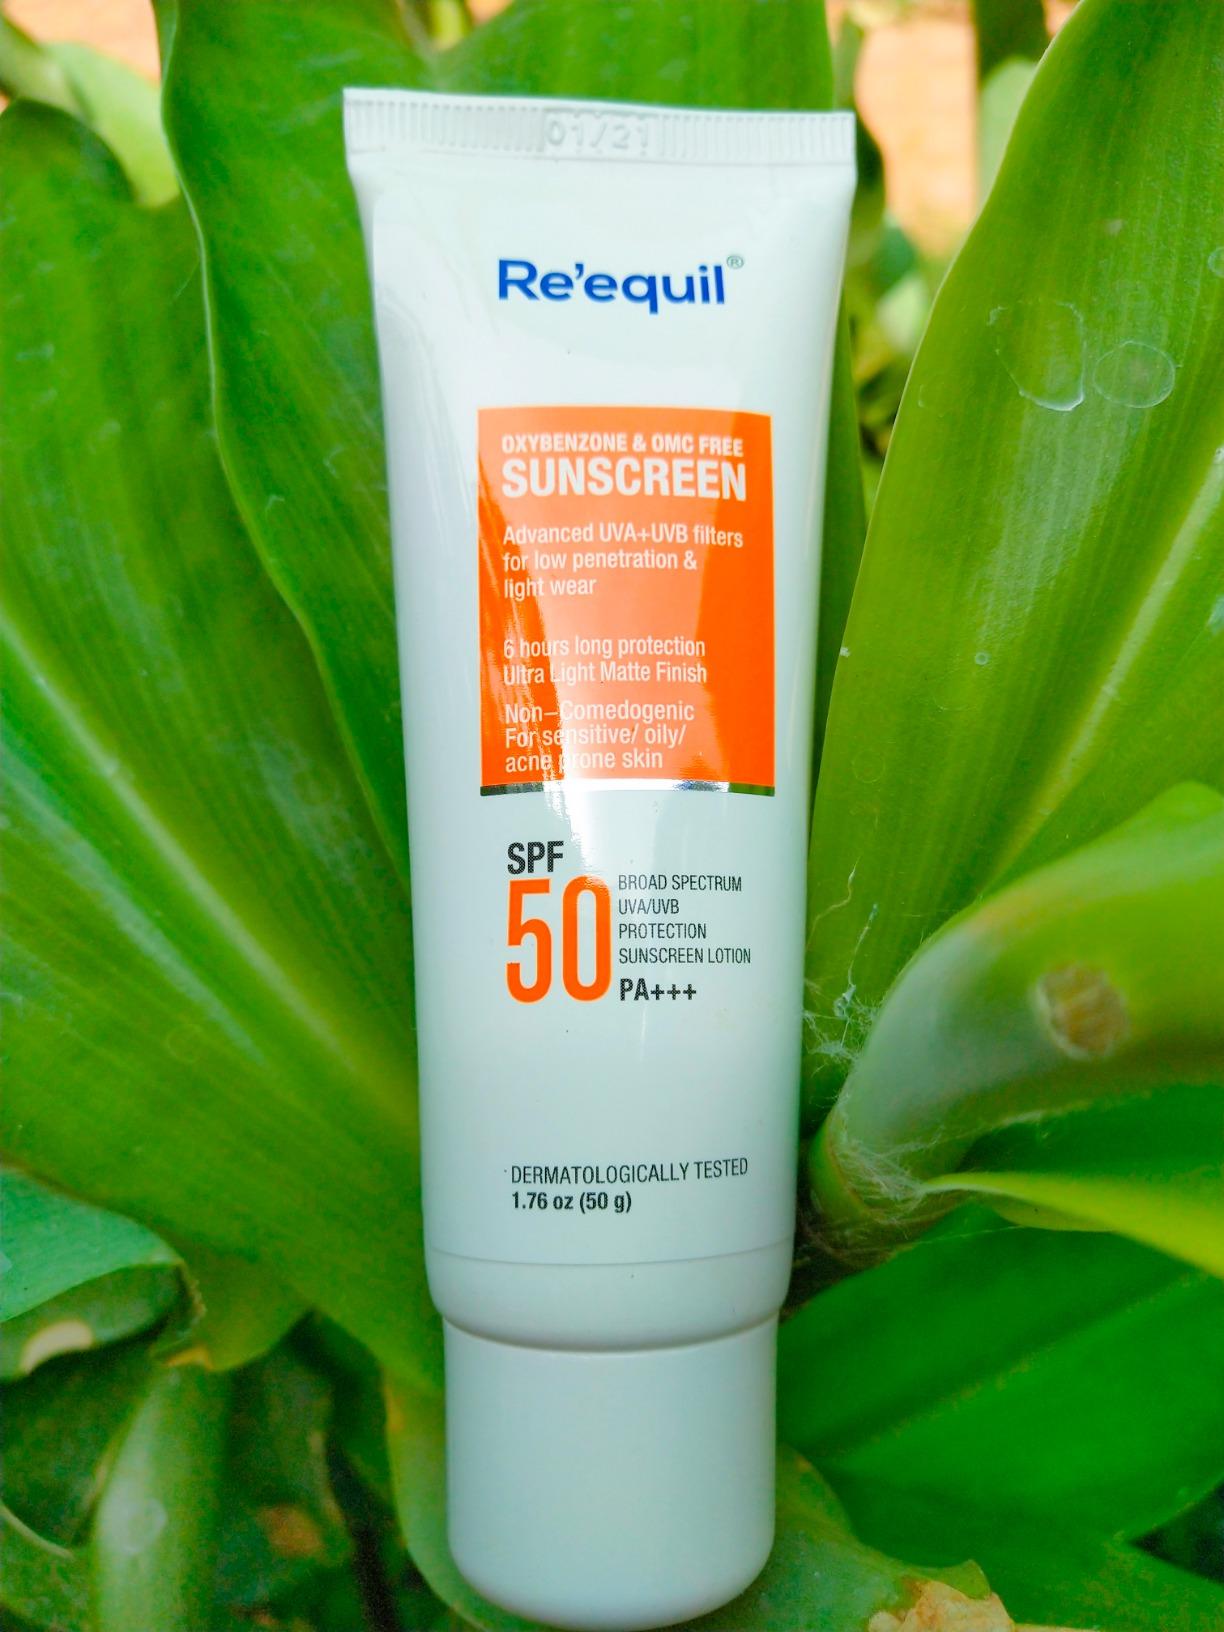 01/21
Re'equil®
OXYBENZONE & OMC FREE
SUNSCREEN
Advanced UVA+UVB filters
for low penetration &
light wear
6 hours long protection
Ultra Light Matte Finish
Non-Comedogenic
For sensitive/ oily/
acne prone skin
SPF
50
BROAD SPECTRUM
UVA/UVB
PROTECTION
SUNSCREEN LOTION
PA+++
DERMATOLOGICALLY TESTED
1.76 oz (50 g)